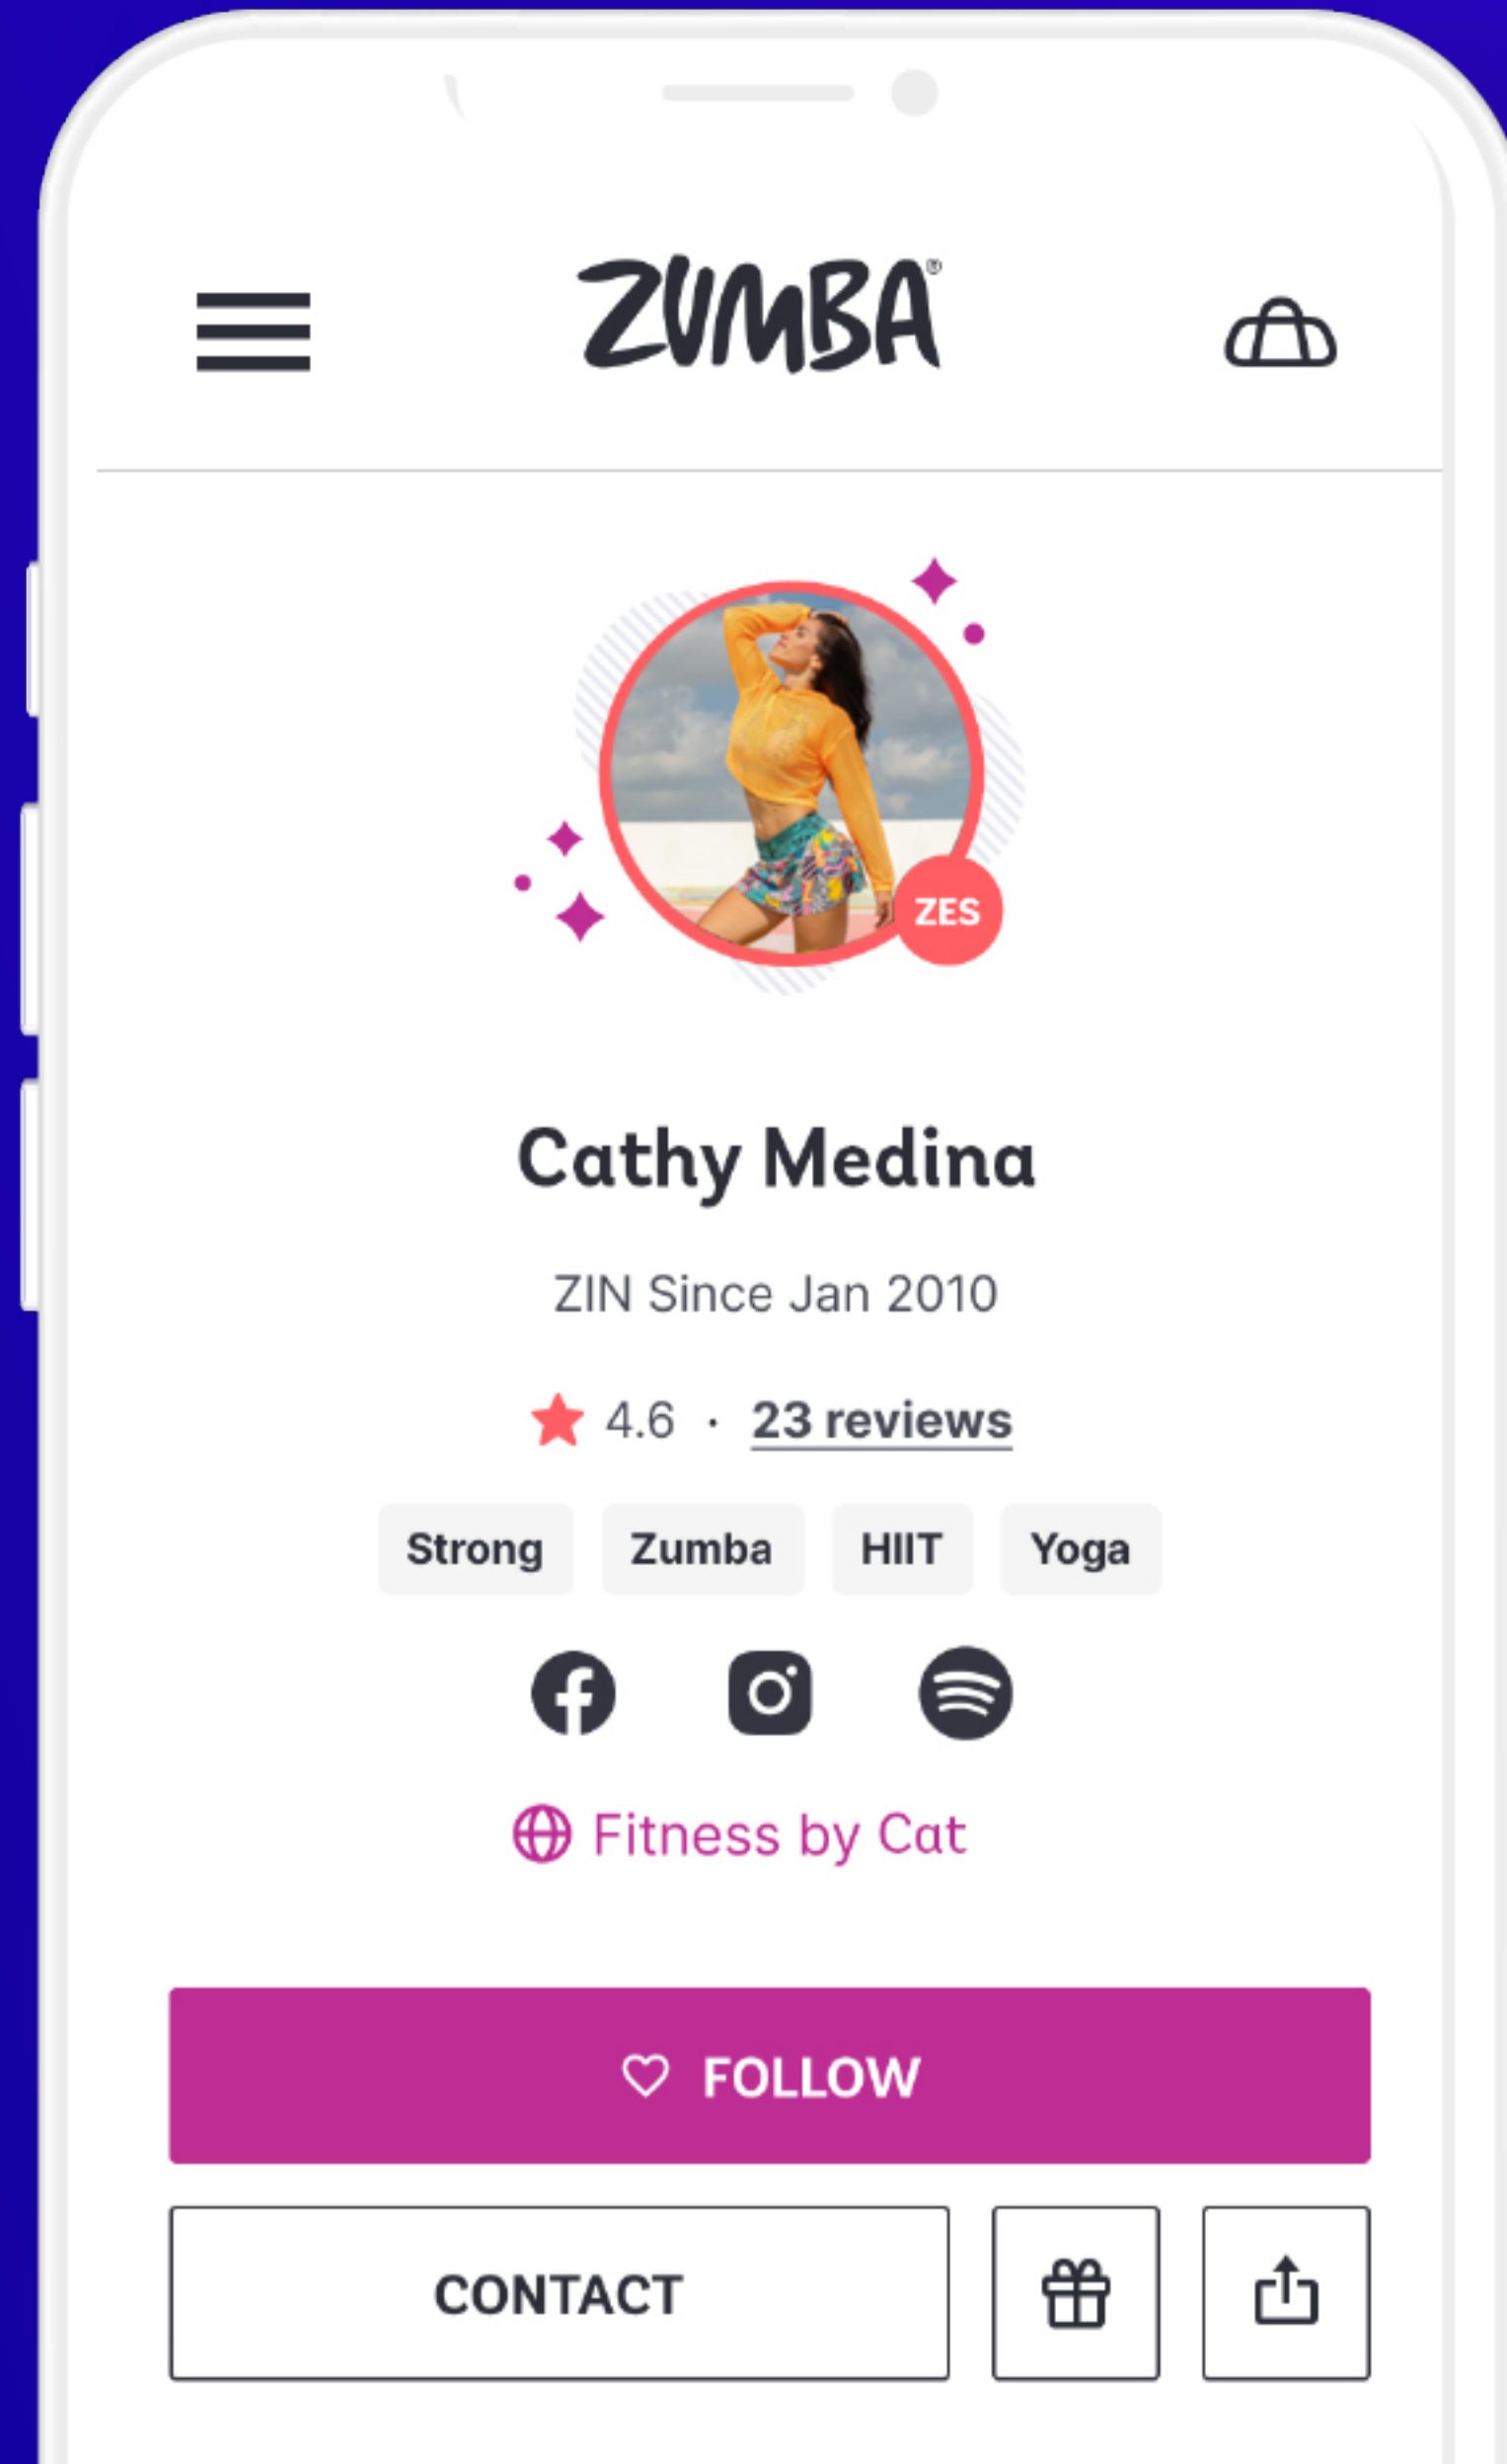 ZUMBA®
ZES
Cathy Medina
ZIN Since Jan 2010
4.6 · 23 reviews
Strong Zumba HIIT Yoga
Fitness by Cat
FOLLOW
CONTACT